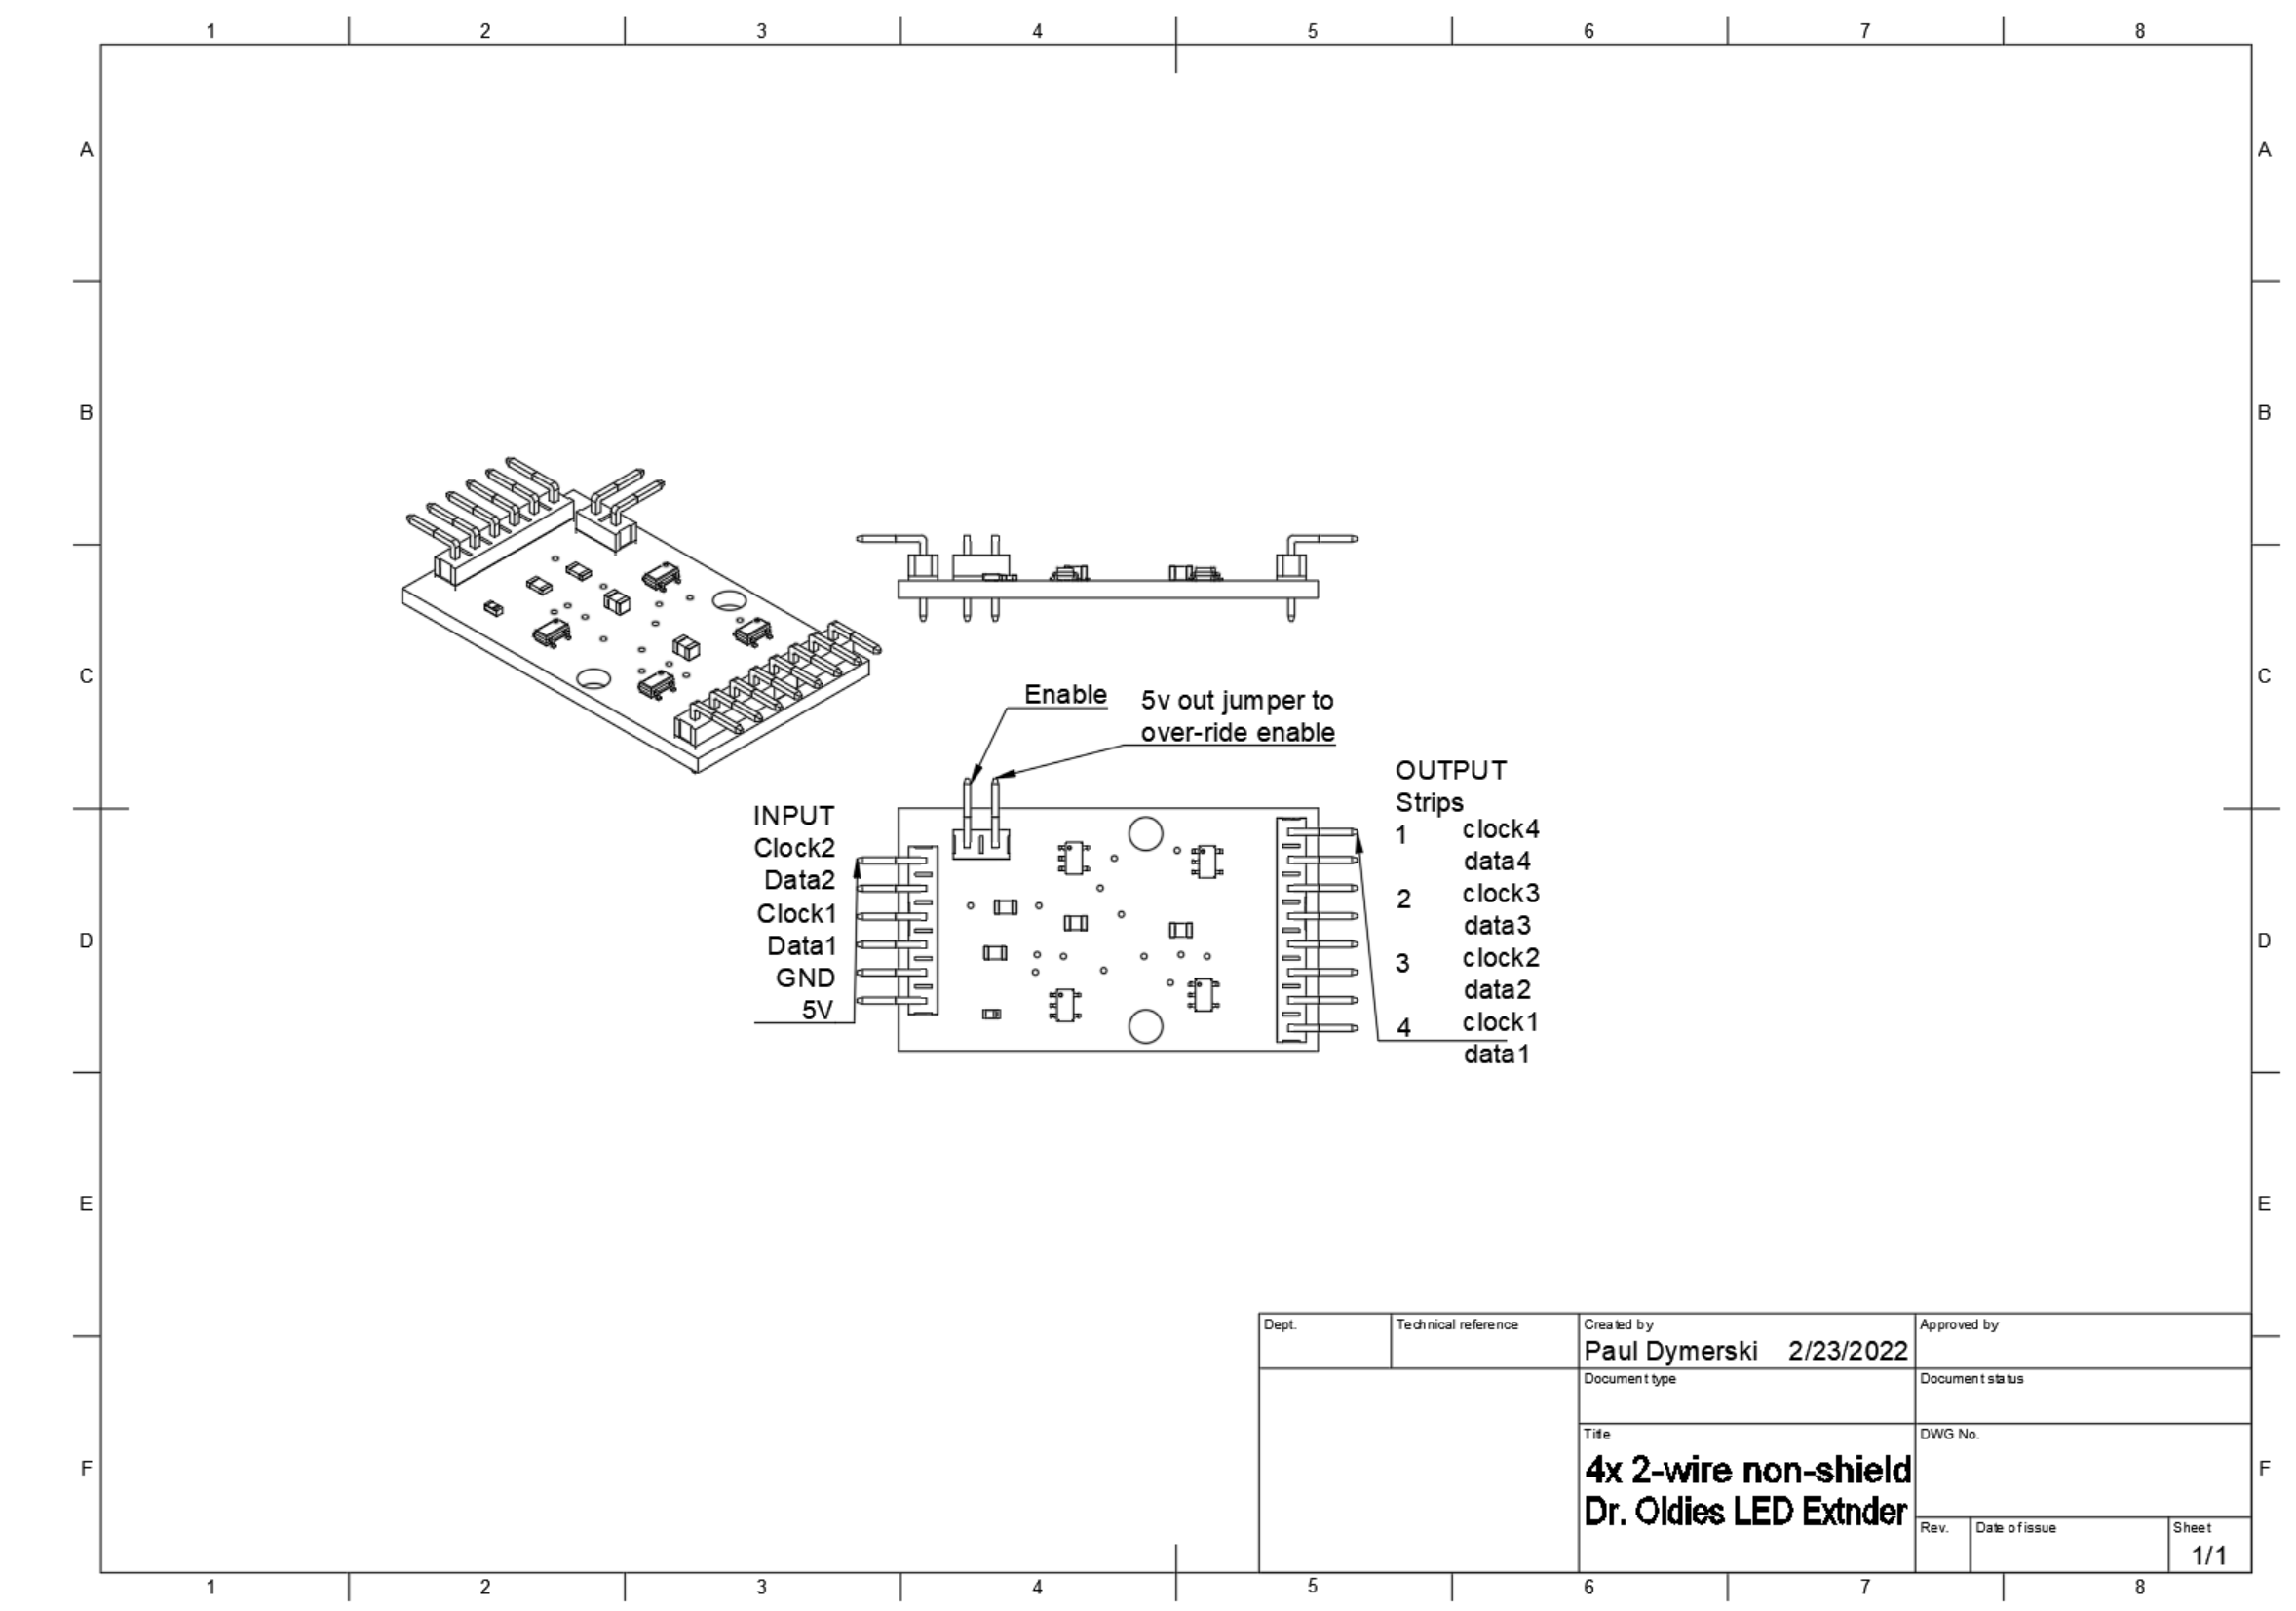 1 2 3 4 5 6 7 8
A A
B B
Enable
5v out jumper to
over-ride enable
C C
INPUT
Clock2
Data2
Clock1
Data1
GND
5V
OUTPUT
Strips
1 clock4
data4
2 clock3
data3
3 clock2
data2
4 clock1
data1
D D
E E
Dept.
Technical reference
Created by
Paul Dymerski 2/23/2022
Approved by
Document type
Document status
Title
4x 2-wire non-shield
Dr. Oldies LED Extnder
DWG No.
Rev.
Date of issue
Sheet
1/1
F F
1 2 3 4 5 6 7 8